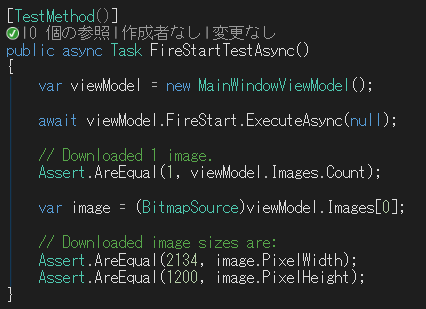 [TestMethod()]
|0 個の参照|作成者なし|変更なし
public async Task FireStartTestAsync()
{
    var viewModel = new MainWindowViewModel();
    await viewModel.FireStart.ExecuteAsync(null);
    // Downloaded 1 image.
    Assert.AreEqual(1, viewModel.Images.Count);
    var image = (BitmapSource)viewModel.Images[0];
    // Downloaded image sizes are:
    Assert.AreEqual(2134, image.PixelWidth);
    Assert.AreEqual(1200, image.PixelHeight);
}